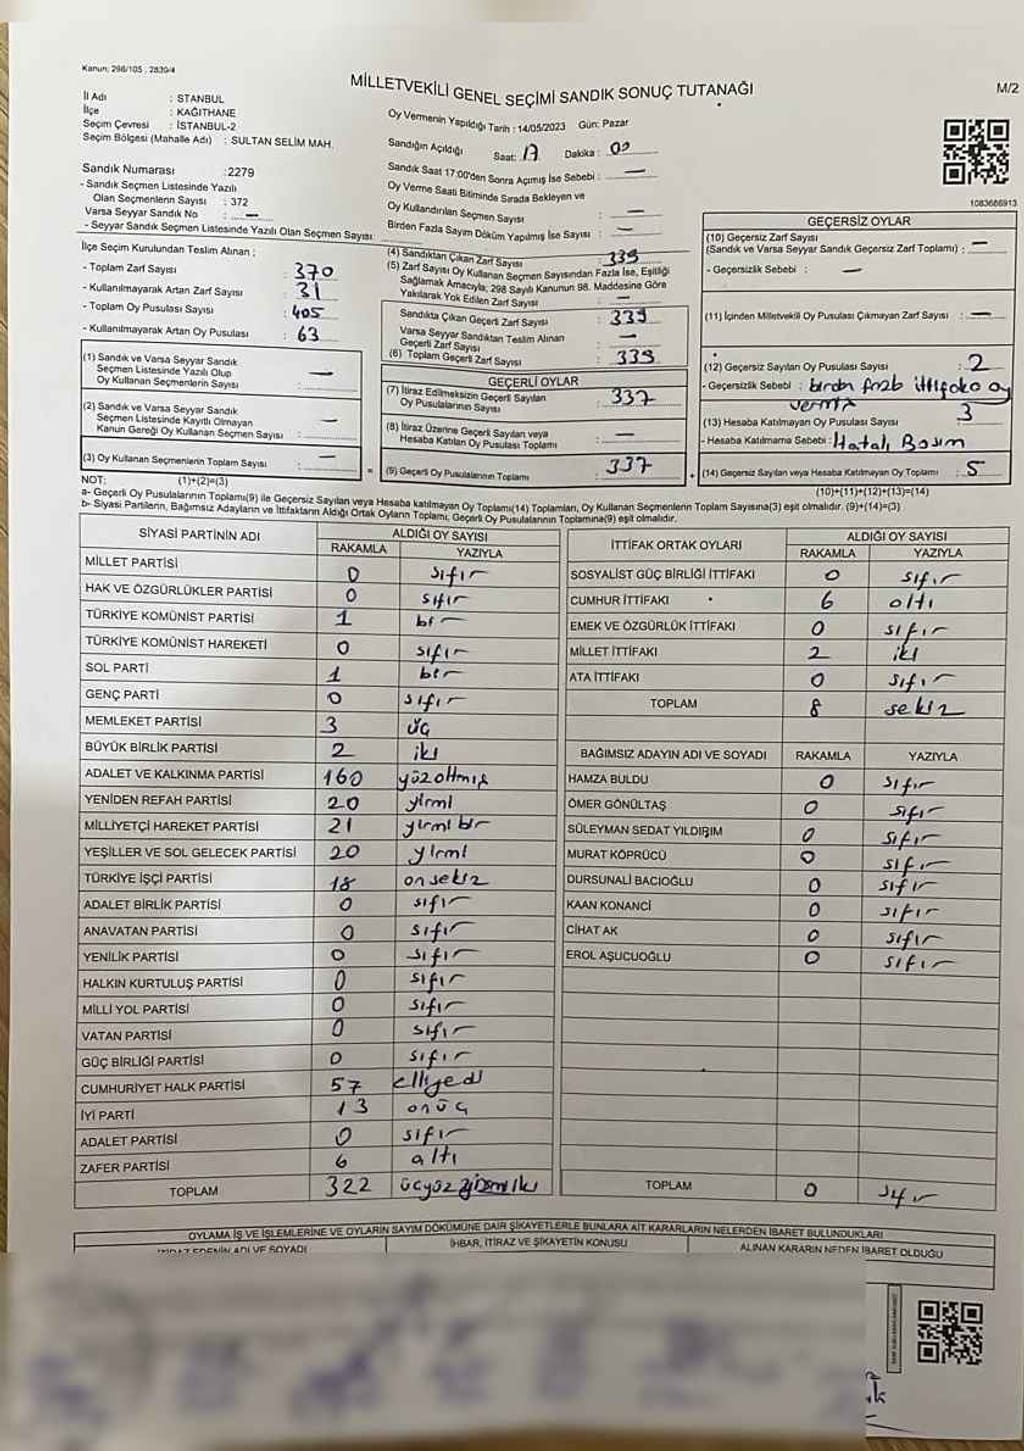 Kanun: 298/105 , 2839/4
MİLLETVEKİLİ GENEL SEÇİMİ SANDIK SONUÇ TUTANAĞI
M/2
İl Adı : İSTANBUL
İlçe : KAĞITHANE
Seçim Çevresi : İSTANBUL-2
Seçim Bölgesi (Mahalle Adı) : SULTAN SELİM MAH.
Sandık Numarası :2279
- Sandık Seçmen Listesinde Yazılı
Olan Seçmenlerin Sayısı : 372
Varsa Seyyar Sandık No : —
- Seyyar Sandık Seçmen Listesinde Yazılı Olan Seçmen Sayısı :
Oy Vermenin Yapıldığı Tarih : 14/05/2023 Gün: Pazar
Sandığın Açıldığı Saat: 17 Dakika : 00
Sandık Saat 17:00'den Sonra Açılmış İse Sebebi : —
Oy Verme Saati Bitiminde Sırada Bekleyen ve
Oy Kullandırılan Seçmen Sayısı : —
Birden Fazla Sayım Döküm Yapılmış İse Sayısı : —
1083686913
İlçe Seçim Kurulundan Teslim Alınan ;
- Toplam Zarf Sayısı : 370
- Kullanılmayarak Artan Zarf Sayısı : 31
- Toplam Oy Pusulası Sayısı : 405
- Kullanılmayarak Artan Oy Pusulası : 63
(1) Sandık ve Varsa Seyyar Sandık
Seçmen Listesinde Yazılı Olup
Oy Kullanan Seçmenlerin Sayısı : —
(2) Sandık ve Varsa Seyyar Sandık
Seçmen Listesinde Kayıtlı Olmayan
Kanun Gereği Oy Kullanan Seçmen Sayısı : —
(3) Oy Kullanan Seçmenlerin Toplam Sayısı : —
(1)+(2)=(3)
(4) Sandıktan Çıkan Zarf Sayısı : 339
(5) Zarf Sayısı Oy Kullanan Seçmen Sayısından Fazla İse, Eşitliği
Sağlamak Amacıyla; 298 Sayılı Kanunun 98. Maddesine Göre
Yakılarak Yok Edilen Zarf Sayısı : —
Sandıkta Çıkan Geçerli Zarf Sayısı : 339
Varsa Seyyar Sandıktan Teslim Alınan
Geçerli Zarf Sayısı : —
(6) Toplam Geçerli Zarf Sayısı : 339
GEÇERLİ OYLAR
(7) İtiraz Edilmeksizin Geçerli Sayılan
Oy Pusulalarının Sayısı : 337
(8) İtiraz Üzerine Geçerli Sayılan veya
Hesaba Katılan Oy Pusulası Toplamı : —
= (9) Geçerli Oy Pusulalarının Toplamı : 337
GEÇERSİZ OYLAR
(10) Geçersiz Zarf Sayısı
(Sandık ve Varsa Seyyar Sandık Geçersiz Zarf Toplamı) : —
- Geçersizlik Sebebi : —
(11) İçinden Milletvekili Oy Pusulası Çıkmayan Zarf Sayısı : —
(12) Geçersiz Sayılan Oy Pusulası Sayısı : 2
- Geçersizlik Sebebi : birden fazla ittifaka oy
vermiş
(13) Hesaba Katılmayan Oy Pusulası Sayısı : 3
- Hesaba Katılmama Sebebi : Hatalı Basım
+ (14) Geçersiz Sayılan veya Hesaba Katılmayan Oy Toplamı : 5
(10)+(11)+(12)+(13)=(14)
NOT:
a- Geçerli Oy Pusulalarının Toplamı(9) ile Geçersiz Sayılan veya Hesaba katılmayan Oy Toplamı(14) Toplamları, Oy Kullanan Seçmenlerin Toplam Sayısına(3) eşit olmalıdır. (9)+(14)=(3)
b- Siyasi Partilerin, Bağımsız Adayların ve İttifakların Aldığı Ortak Oyların Toplamı, Geçerli Oy Pusulalarının Toplamına(9) eşit olmalıdır.
SİYASİ PARTİNİN ADI ALDIĞI OY SAYISI
RAKAMLA YAZIYLA
MİLLET PARTİSİ 0 sıfır
HAK VE ÖZGÜRLÜKLER PARTİSİ 0 sıfır
TÜRKİYE KOMÜNİST PARTİSİ 1 bir
TÜRKİYE KOMÜNİST HAREKETİ 0 sıfır
SOL PARTİ 1 bir
GENÇ PARTİ 0 sıfır
MEMLEKET PARTİSİ 3 üç
BÜYÜK BİRLİK PARTİSİ 2 iki
ADALET VE KALKINMA PARTİSİ 160 yüzaltmış
YENİDEN REFAH PARTİSİ 20 yirmi
MİLLİYETÇİ HAREKET PARTİSİ 21 yirmi bir
YEŞİLLER VE SOL GELECEK PARTİSİ 20 yirmi
TÜRKİYE İŞÇİ PARTİSİ 18 onsekiz
ADALET BİRLİK PARTİSİ 0 sıfır
ANAVATAN PARTİSİ 0 sıfır
YENİLİK PARTİSİ 0 sıfır
HALKIN KURTULUŞ PARTİSİ 0 sıfır
MİLLİ YOL PARTİSİ 0 sıfır
VATAN PARTİSİ 0 sıfır
GÜÇ BİRLİĞİ PARTİSİ 0 sıfır
CUMHURİYET HALK PARTİSİ 57 elliyedi
İYİ PARTİ 13 onüç
ADALET PARTİSİ 0 sıfır
ZAFER PARTİSİ 6 altı
TOPLAM 322 üçyüz yirmi iki
İTTİFAK ORTAK OYLARI ALDIĞI OY SAYISI
RAKAMLA YAZIYLA
SOSYALİST GÜÇ BİRLİĞİ İTTİFAKI 0 sıfır
CUMHUR İTTİFAKI 6 altı
EMEK VE ÖZGÜRLÜK İTTİFAKI 0 sıfır
MİLLET İTTİFAKI 2 iki
ATA İTTİFAKI 0 sıfır
TOPLAM 8 sekiz
BAĞIMSIZ ADAYIN ADI VE SOYADI RAKAMLA YAZIYLA
HAMZA BULDU 0 sıfır
ÖMER GÖNÜLTAŞ 0 sıfır
SÜLEYMAN SEDAT YILDIRIM 0 sıfır
MURAT KÖPRÜCÜ 0 sıfır
DURSUNALİ BACIOĞLU 0 sıfır
KAAN KONANCİ 0 sıfır
CİHAT AK 0 sıfır
EROL AŞUCUOĞLU 0 sıfır
TOPLAM 0 sıfır
OYLAMA İŞ VE İŞLEMLERİNE VE OYLARIN SAYIM DÖKÜMÜNE DAİR ŞİKAYETLERLE BUNLARA AİT KARARLARIN NELERDEN İBARET BULUNDUKLARI
İTİRAZ EDENİN ADI VE SOYADI İHBAR, İTİRAZ VE ŞİKAYETİN KONUSU ALINAN KARARIN NEDEN İBARET OLDUĞU